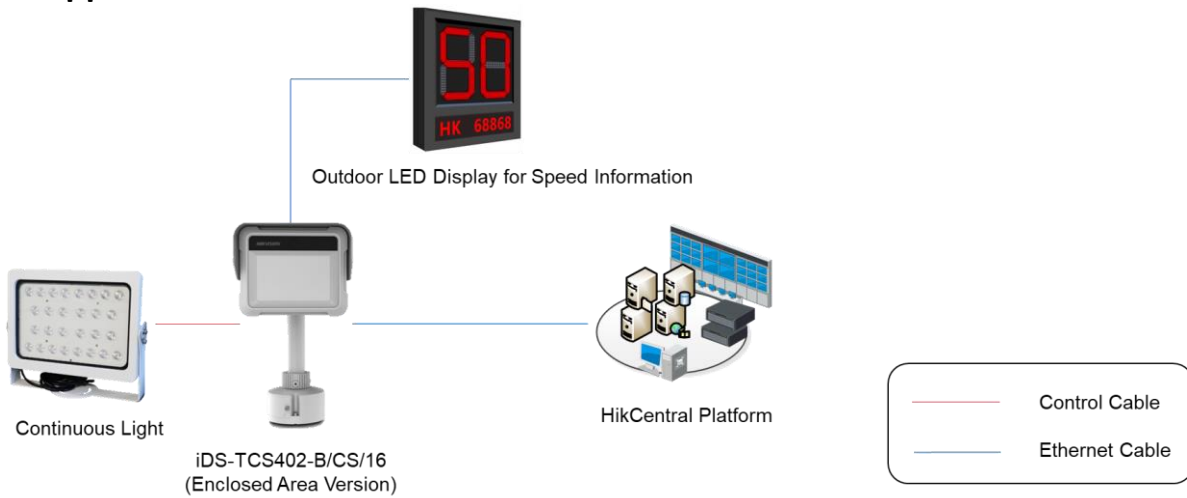 50
HK 68868
Outdoor LED Display for Speed Information
HIKVISION
Continuous Light
iDS-TCS402-B/CS/16
(Enclosed Area Version)
HikCentral Platform
Control Cable
Ethernet Cable